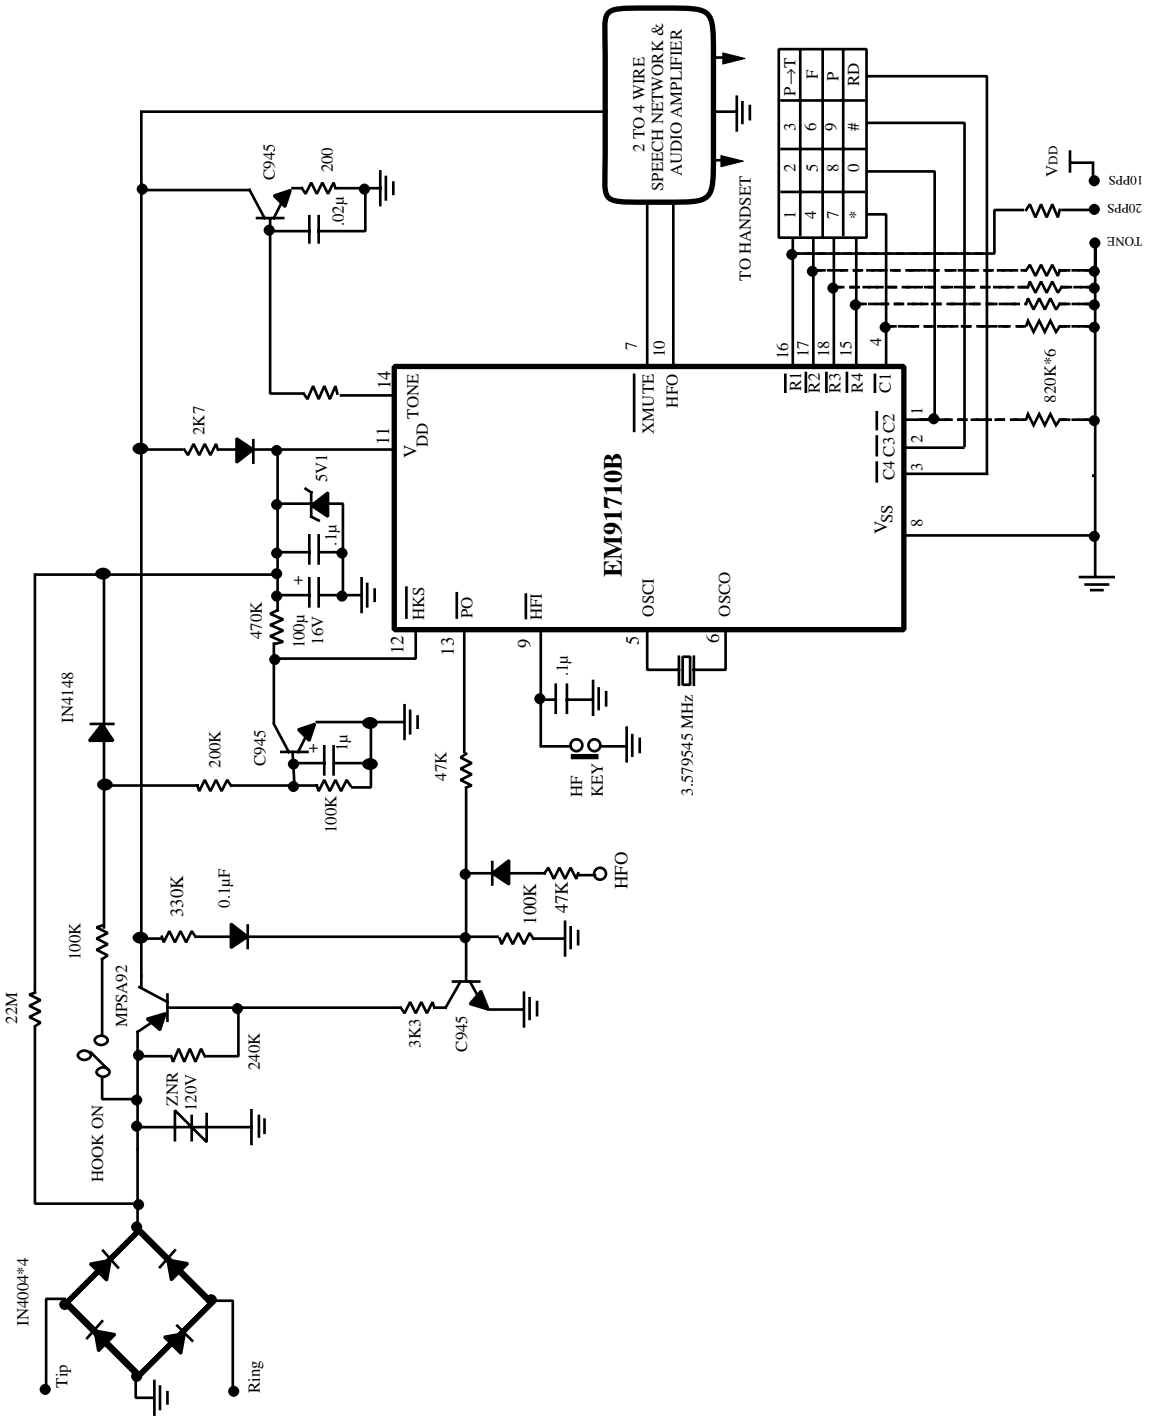 IN4004*4
Tip
Ring
22M
HOOK ON
100K
IN4148
MPSA92
ZNR
120V
240K
330K
0.1µF
3K3
C945
100K
47K
HFO
200K
C945
+
1µ
100K
47K
470K
100µ
16V
+
.1µ
5V1
2K7
C945
200
.02µ
HF
KEY
.1µ
3.579545 MHz
EM91710B
12
HKS
13
PO
9
HFI
5
OSCI
6
OSCO
11
VDD
14
TONE
7
XMUTE
10
HFO
16
R1
17
R2
18
R3
15
R4
4
C1
C2
1
C3
2
C4
3
VSS
8
2 TO 4 WIRE
SPEECH NETWORK &
AUDIO AMPLIFIER
TO HANDSET
1 2 3 P→T
4 5 6 F
7 8 9 P
* 0 # RD
820K*6
VDD
10PPS
20PPS
TONE